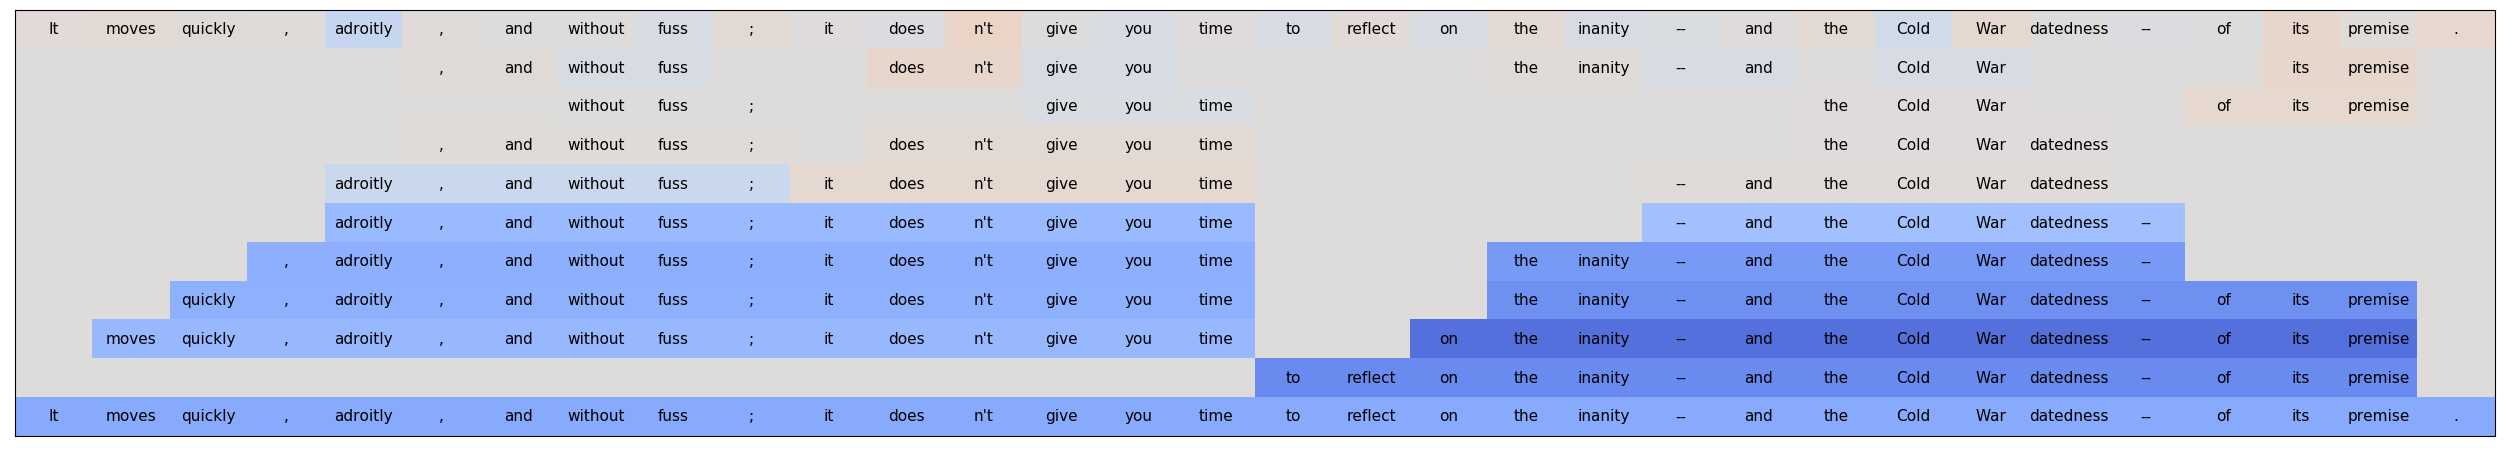 It moves quickly , adroitly , and without fuss ; it does n't give you time to reflect on the inanity -- and the Cold War datedness -- of its premise .
, and without fuss does n't give you the inanity -- and Cold War its premise
without fuss ; give you time the Cold War of its premise
, and without fuss ; does n't give you time the Cold War datedness
adroitly , and without fuss ; it does n't give you time -- and the Cold War datedness
adroitly , and without fuss ; it does n't give you time -- and the Cold War datedness --
, adroitly , and without fuss ; it does n't give you time the inanity -- and the Cold War datedness --
quickly , adroitly , and without fuss ; it does n't give you time the inanity -- and the Cold War datedness -- of its premise
moves quickly , adroitly , and without fuss ; it does n't give you time on the inanity -- and the Cold War datedness -- of its premise
to reflect on the inanity -- and the Cold War datedness -- of its premise
It moves quickly , adroitly , and without fuss ; it does n't give you time to reflect on the inanity -- and the Cold War datedness -- of its premise .